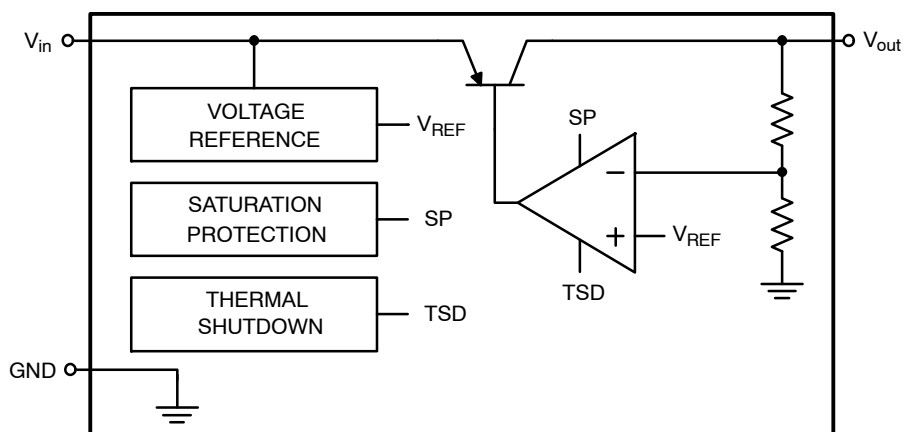 Vin
Vout
VOLTAGE
REFERENCE
VREF
SP
SATURATION
PROTECTION
SP
−
+
VREF
TSD
THERMAL
SHUTDOWN
TSD
GND